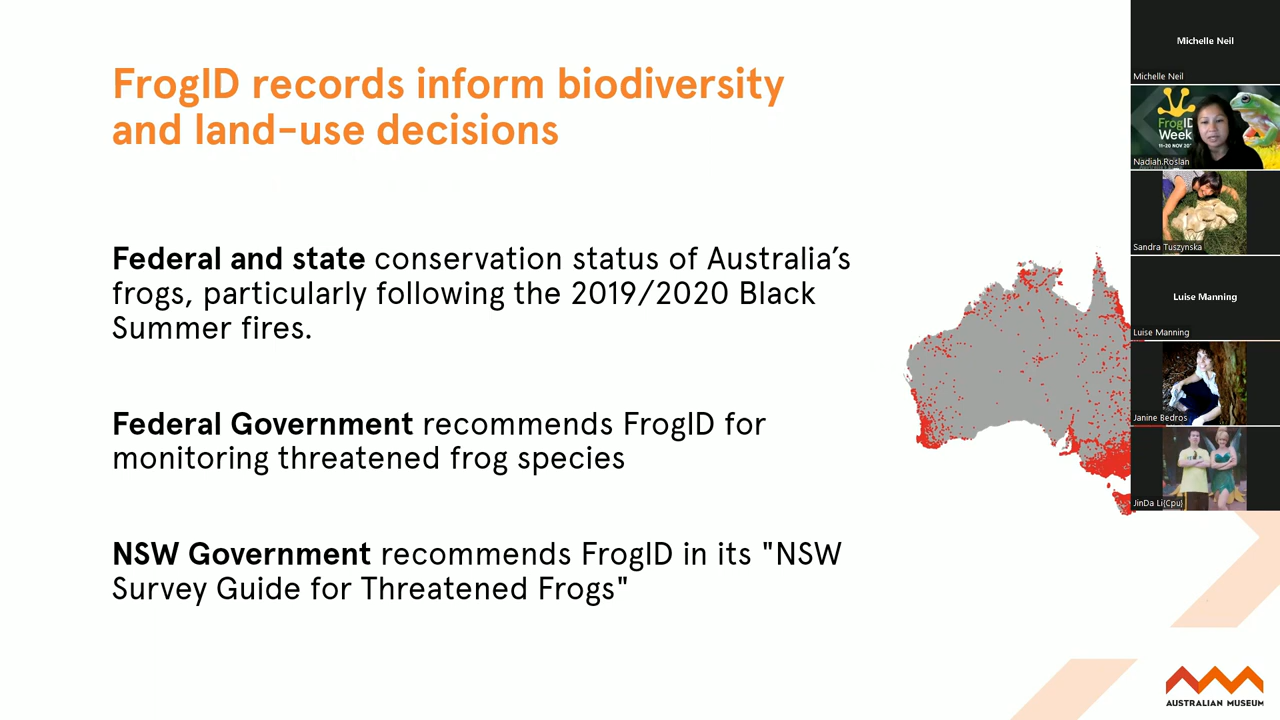 FrogID records inform biodiversity
and land-use decisions
Federal and state conservation status of Australia's
frogs, particularly following the 2019/2020 Black
Summer fires.
Federal Government recommends FrogID for
monitoring threatened frog species
NSW Government recommends FrogID in its "NSW
Survey Guide for Threatened Frogs"
Michelle Neil
Michelle Neil
FrogID
Week
Nadiah Roslan
Sandra Tuszynska
Luise Manning
Luise Manning
Janine Bedros
JinDa Li(Cpu)
AUSTRALIAN MUSEUM